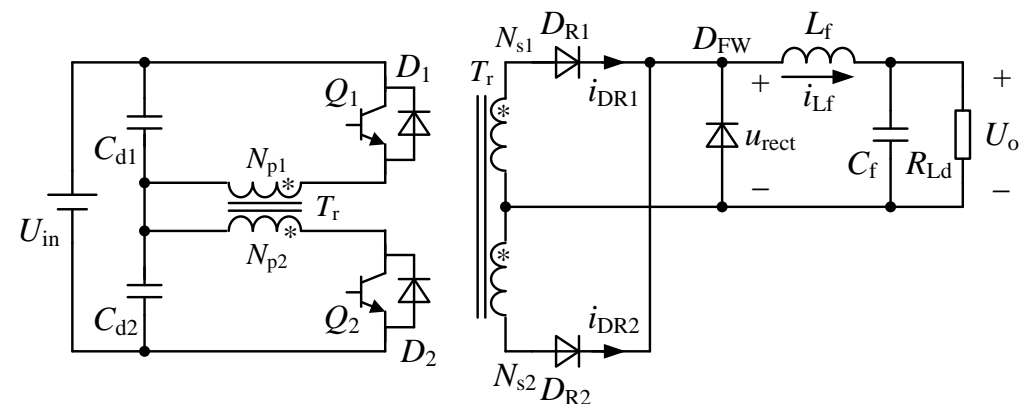 D1
Q1
Cd1
Np1
*
Tr
*
Np2
Uin
Cd2
Q2
D2
Ns1
DR1
Tr
*
iDR1
DFW
+
urect
−
Lf
iLf
Cf
RLd
+
Uo
−
*
iDR2
Ns2
DR2